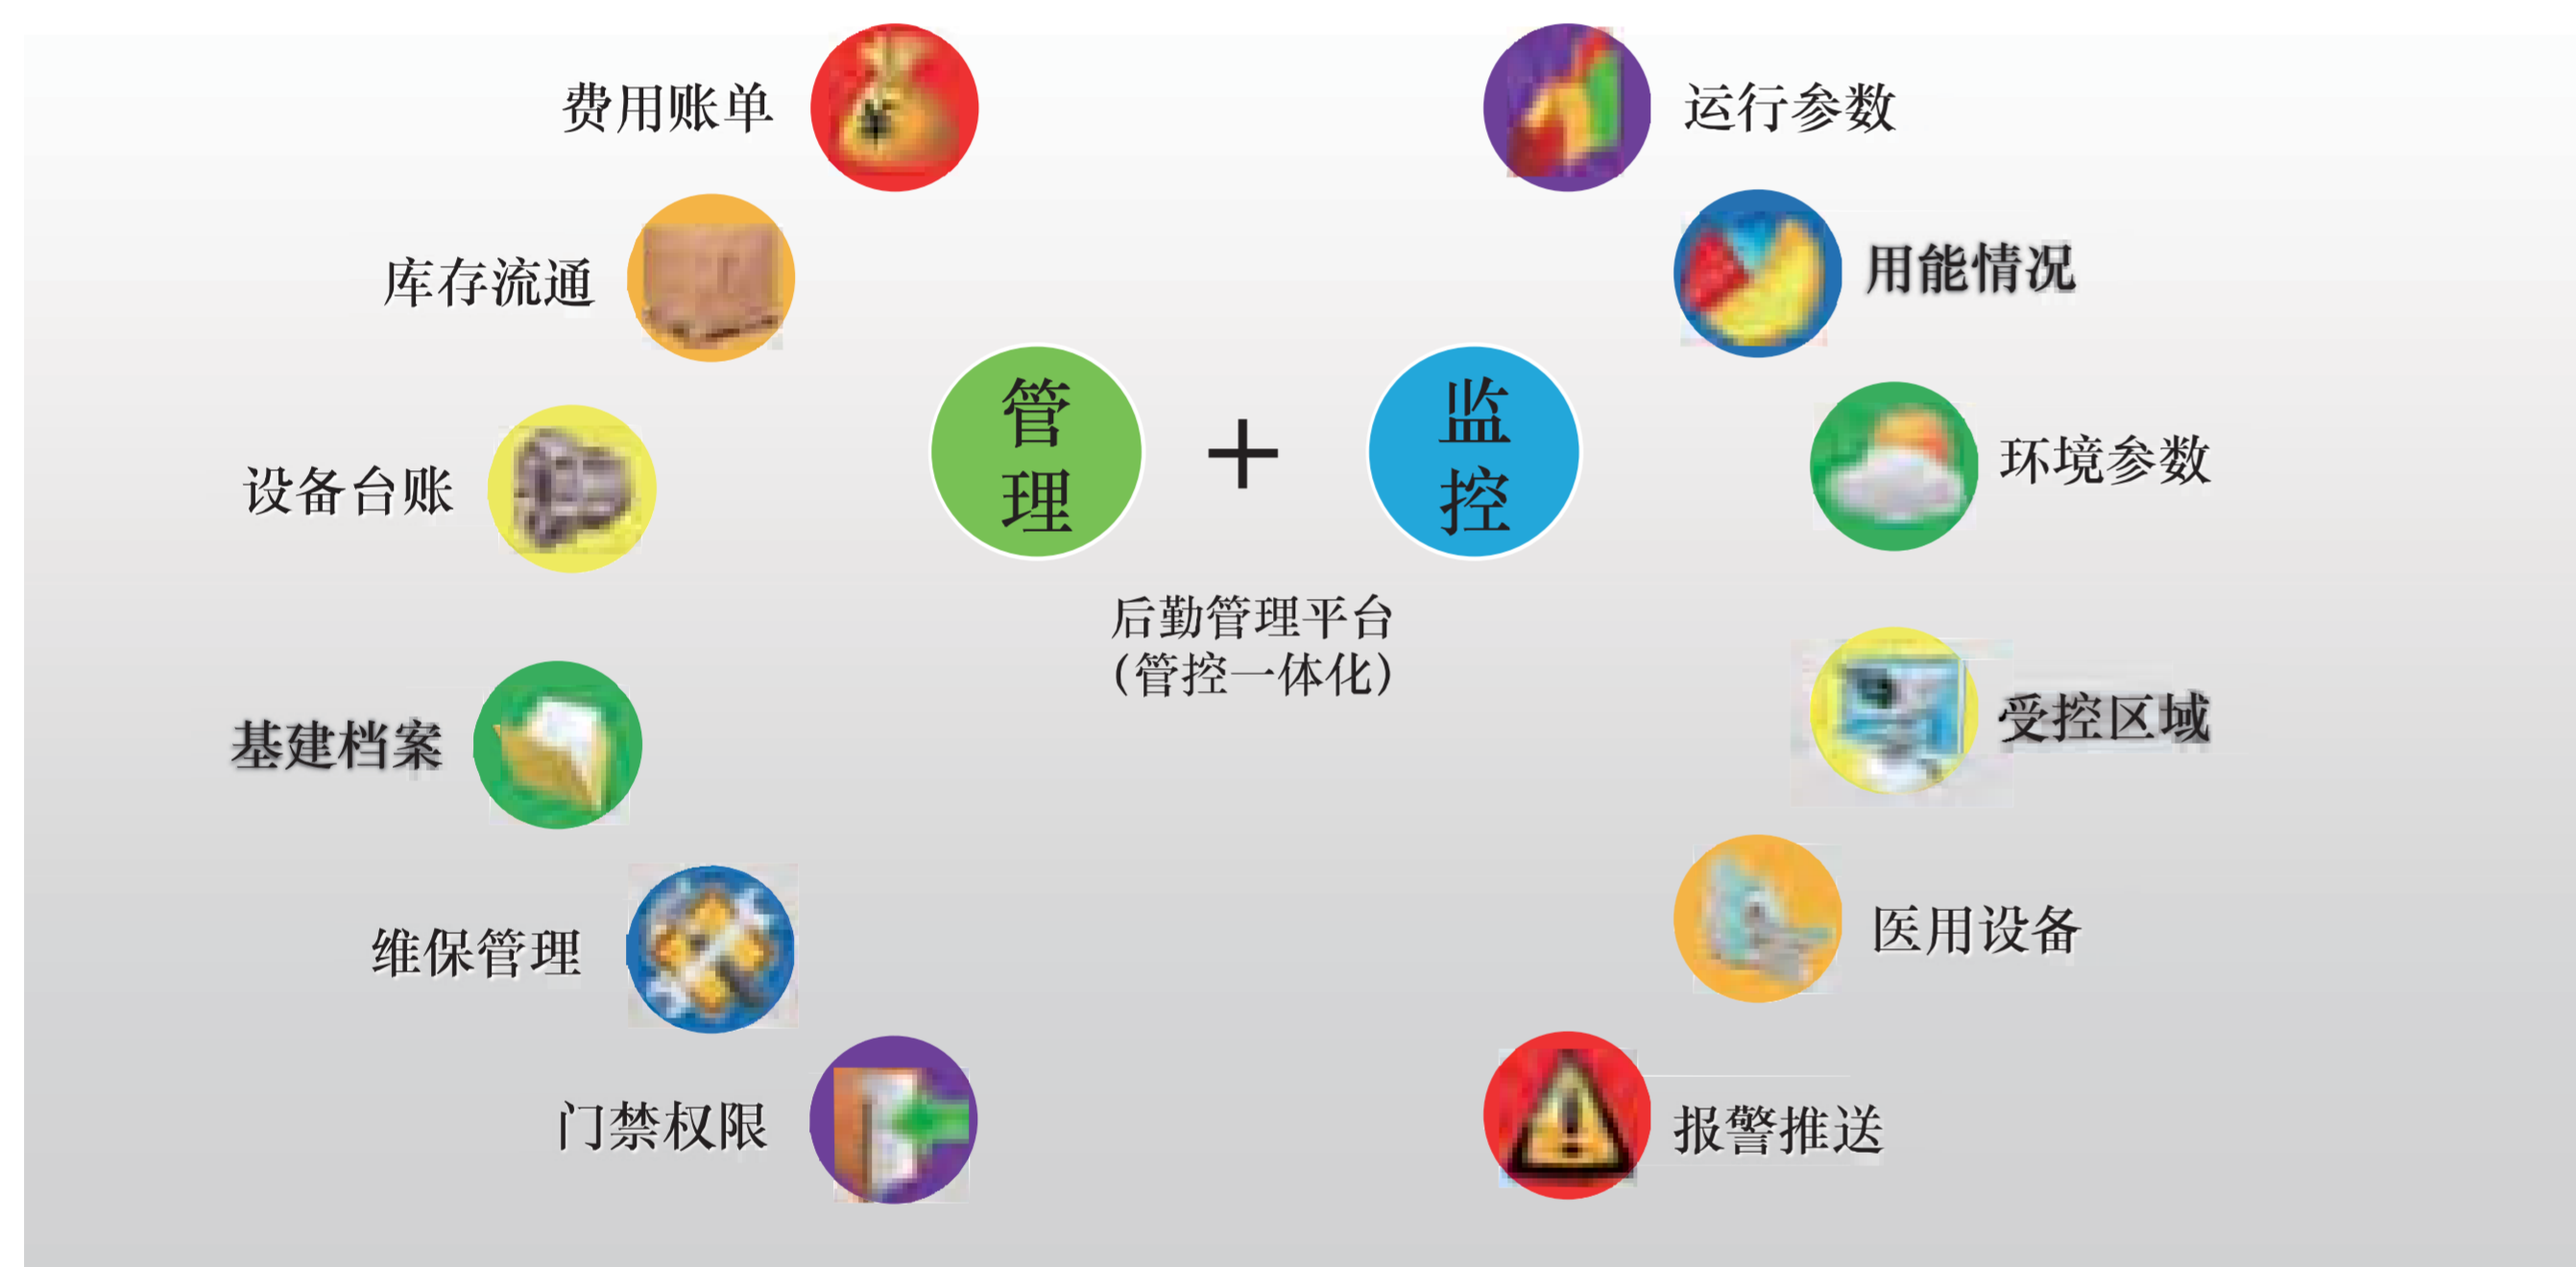 费用账单
库存流通
设备台账
基建档案
维保管理
门禁权限
管
理
+
监
控
后勤管理平台
(管控一体化)
运行参数
用能情况
环境参数
受控区域
医用设备
报警推送
¥